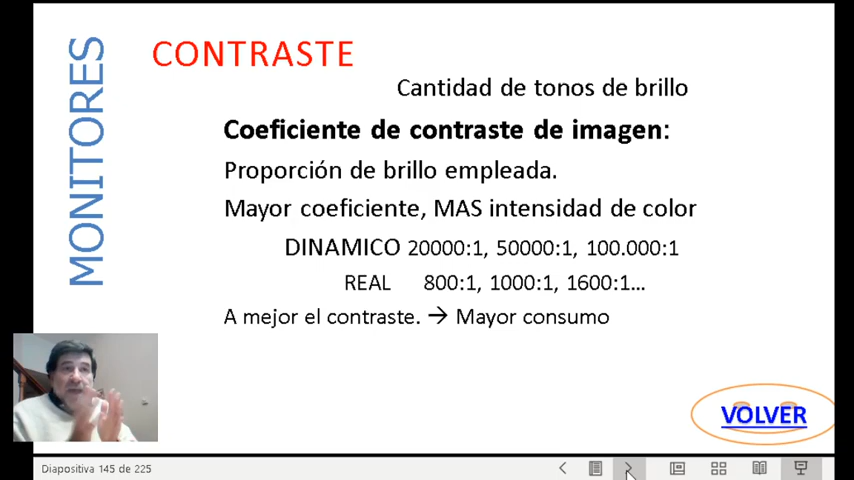 MONITORES
CONTRASTE
Cantidad de tonos de brillo
Coeficiente de contraste de imagen:
Proporción de brillo empleada.
Mayor coeficiente, MAS intensidad de color
DINAMICO 20000:1, 50000:1, 100.000:1
REAL 800:1, 1000:1, 1600:1...
A mejor el contraste. → Mayor consumo
VOLVER
Diapositiva 145 de 225